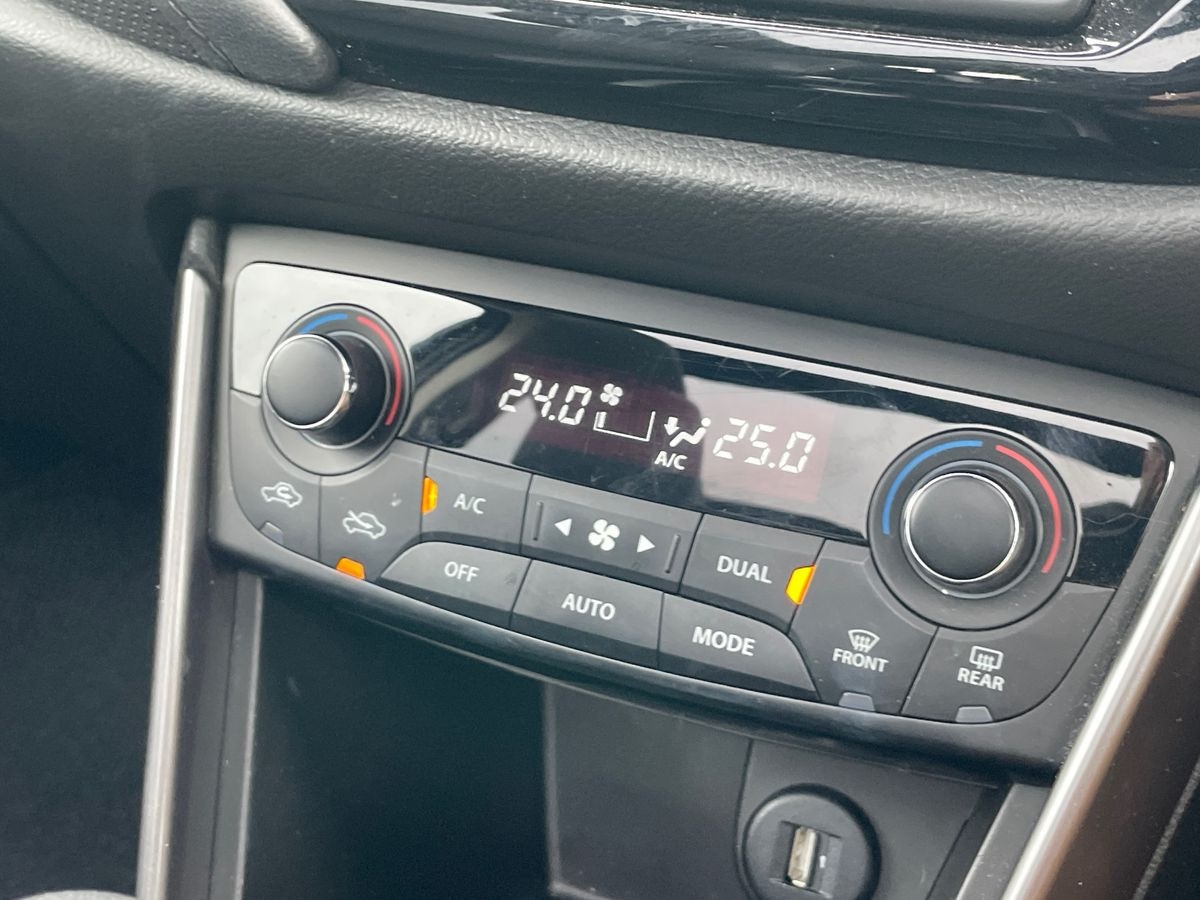 24.0
25.0
A/C
A/C
DUAL
OFF
AUTO
MODE
FRONT
REAR